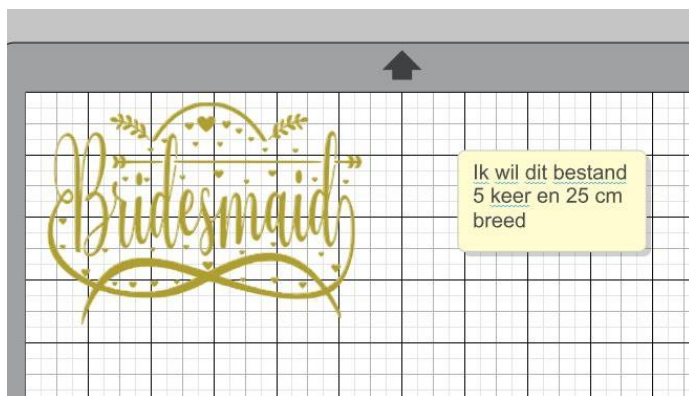 Bridesmaid
Ik wil dit bestand
5 keer en 25 cm
breed